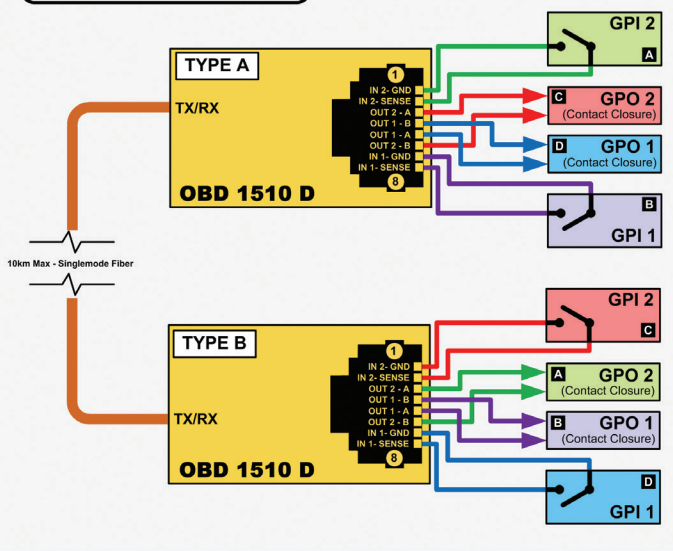 GPI 2
A
TYPE A
1
TX/RX
IN 2- GND
IN 2- SENSE
OUT 2 - A
OUT 1 - B
OUT 1 - A
OUT 2 - B
IN 1- GND
IN 1- SENSE
8
OBD 1510 D
C GPO 2
(Contact Closure)
D GPO 1
(Contact Closure)
B
GPI 1
10km Max - Singlemode Fiber
GPI 2
C
TYPE B
1
TX/RX
IN 2- GND
IN 2- SENSE
OUT 2 - A
OUT 1 - B
OUT 1 - A
OUT 2 - B
IN 1- GND
IN 1- SENSE
8
OBD 1510 D
A GPO 2
(Contact Closure)
B GPO 1
(Contact Closure)
D
GPI 1